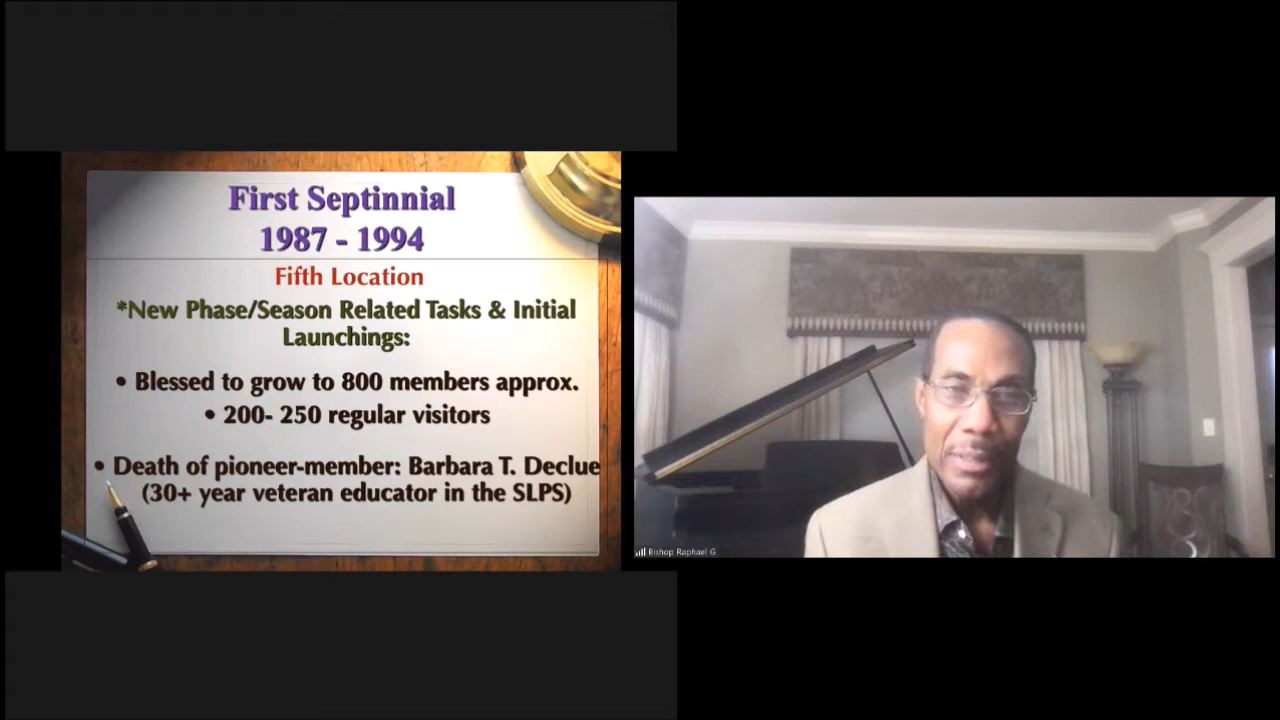 First Septinnial
1987 - 1994
Fifth Location
*New Phase/Season Related Tasks & Initial
Launchings:
• Blessed to grow to 800 members approx.
• 200- 250 regular visitors
• Death of pioneer-member: Barbara T. Declue
(30+ year veteran educator in the SLPS)
Bishop Raphael G